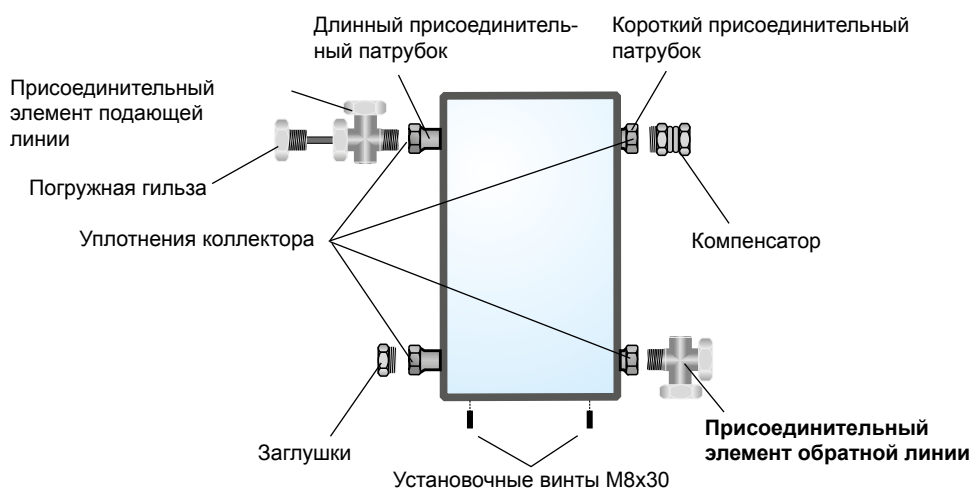 Длинный присоединитель-
ный патрубок
Короткий присоединительный
патрубок
Присоединительный
элемент подающей
линии
Погружная гильза
Уплотнения коллектора
Компенсатор
Заглушки
Присоединительный
элемент обратной линии
Установочные винты M8x30